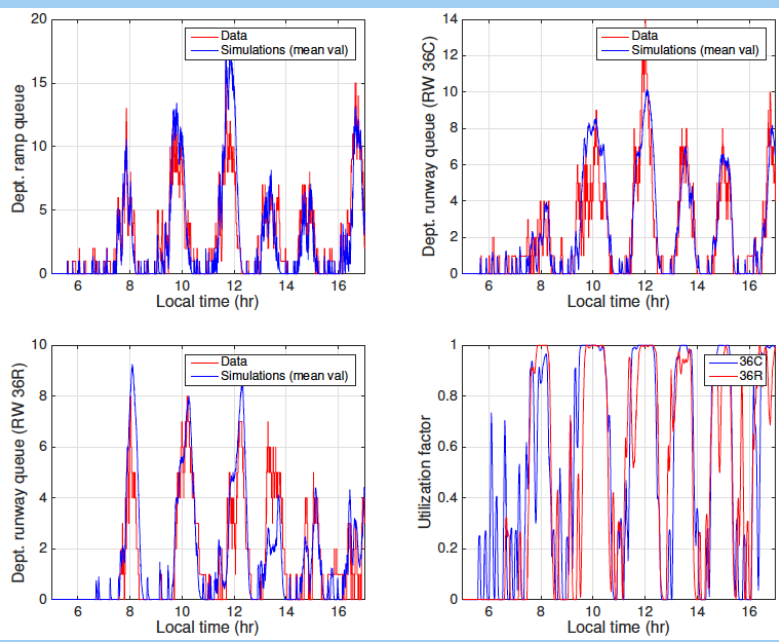 20
15
10
5
0
Dept. ramp queue
Data
Simulations (mean val)
6 8 10 12 14 16
Local time (hr)
14
12
10
8
6
4
2
0
Dept. runway queue (RW 36C)
Data
Simulations (mean val)
6 8 10 12 14 16
Local time (hr)
10
8
6
4
2
0
Dept. runway queue (RW 36R)
Data
Simulations (mean val)
6 8 10 12 14 16
Local time (hr)
1
0.8
0.6
0.4
0.2
0
Utilization factor
36C
36R
6 8 10 12 14 16
Local time (hr)